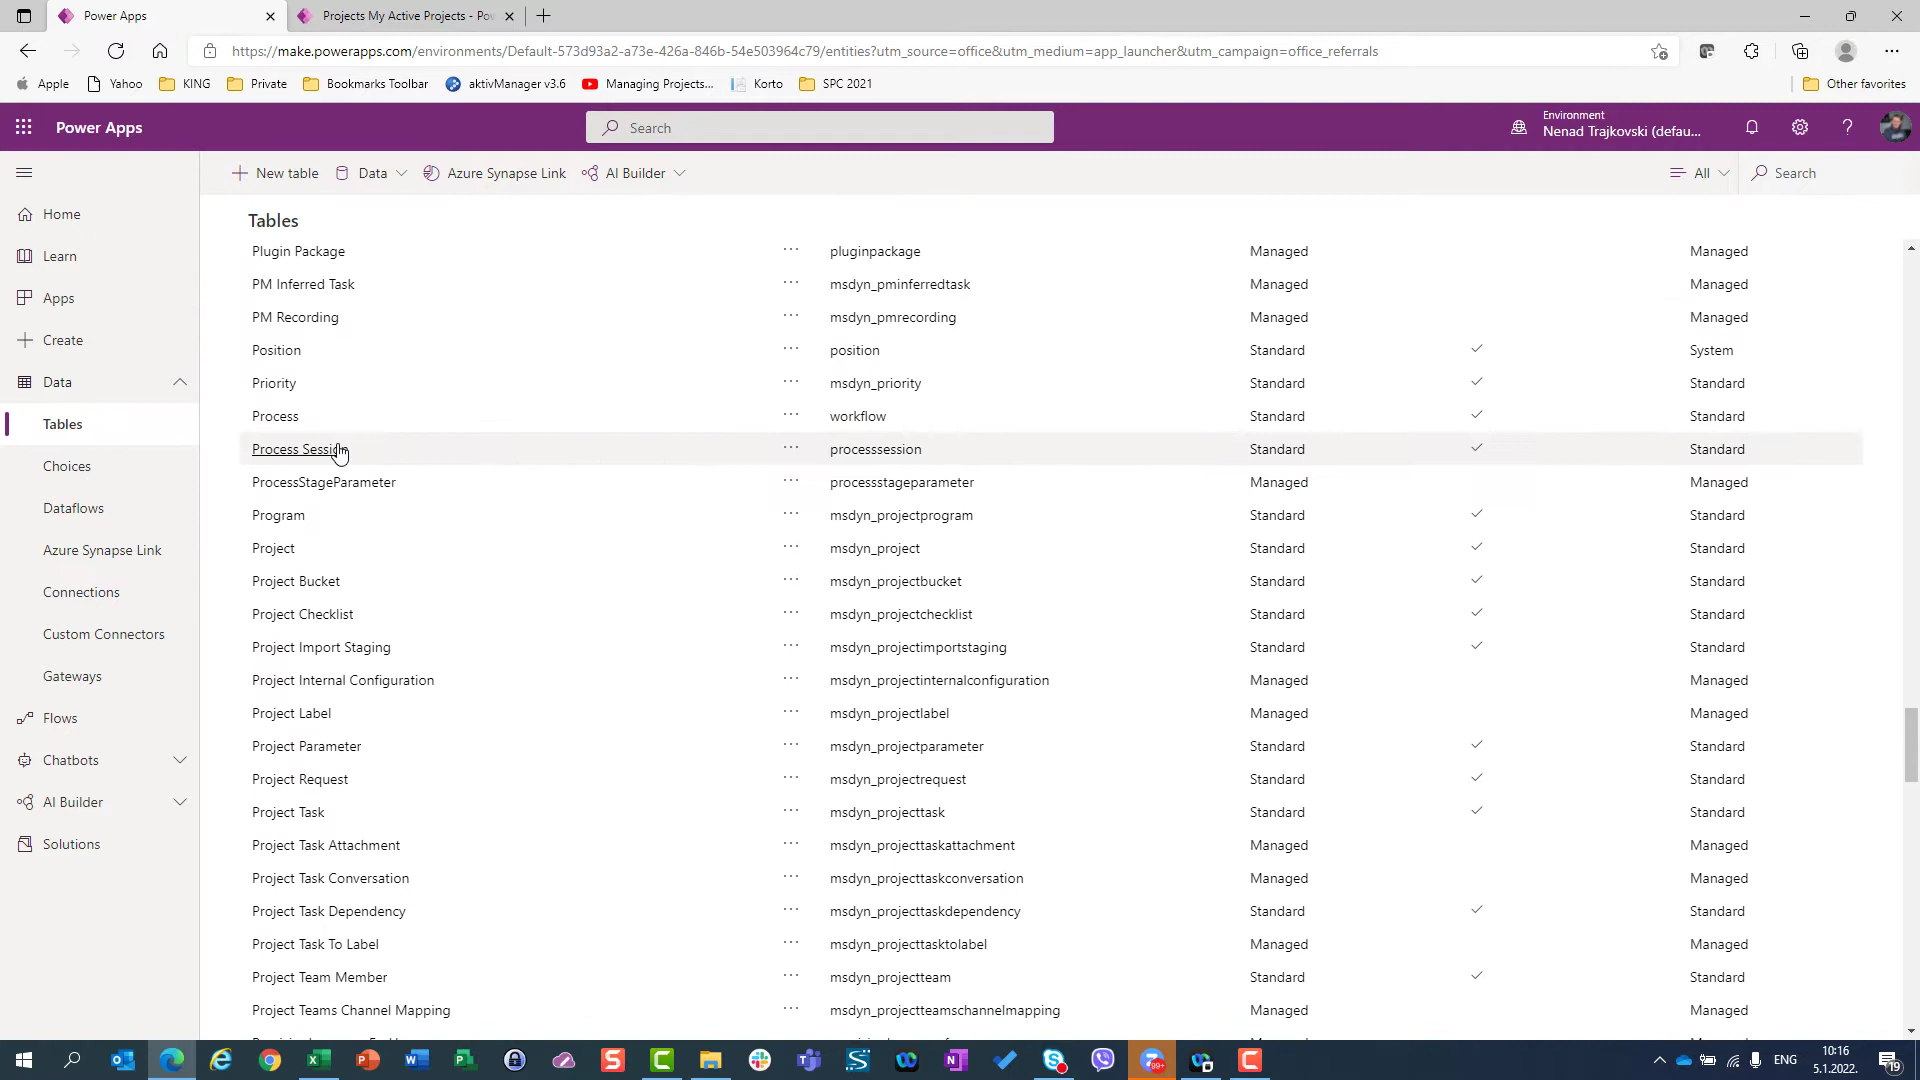 Power Apps
Projects My Active Projects - Pow
https://make.powerapps.com/environments/Default-573d93a2-a73e-426a-846b-54e503964c79/entities?utm_source=office&utm_medium=app_launcher&utm_campaign=office_referrals
Apple Yahoo KING Private Bookmarks Toolbar aktivManager v3.6 Managing Projects... Korto SPC 2021 Other favorites
Power Apps
Search
Environment
Nenad Trajkovski (defau...
New table Data Azure Synapse Link AI Builder All Search
Home
Learn
Apps
Create
Data
Tables
Choices
Dataflows
Azure Synapse Link
Connections
Custom Connectors
Gateways
Flows
Chatbots
AI Builder
Solutions
Tables
Plugin Package ... pluginpackage Managed Managed
PM Inferred Task ... msdyn_pminferredtask Managed Managed
PM Recording ... msdyn_pmrecording Managed Managed
Position ... position Standard System
Priority ... msdyn_priority Standard Standard
Process ... workflow Standard Standard
Process Session ... processsession Standard Standard
ProcessStageParameter ... processstageparameter Managed Managed
Program ... msdyn_projectprogram Standard Standard
Project ... msdyn_project Standard Standard
Project Bucket ... msdyn_projectbucket Standard Standard
Project Checklist ... msdyn_projectchecklist Standard Standard
Project Import Staging ... msdyn_projectimportstaging Standard Standard
Project Internal Configuration ... msdyn_projectinternalconfiguration Managed Managed
Project Label ... msdyn_projectlabel Managed Managed
Project Parameter ... msdyn_projectparameter Standard Standard
Project Request ... msdyn_projectrequest Standard Standard
Project Task ... msdyn_projecttask Standard Standard
Project Task Attachment ... msdyn_projecttaskattachment Managed Managed
Project Task Conversation ... msdyn_projecttaskconversation Managed Managed
Project Task Dependency ... msdyn_projecttaskdependency Standard Standard
Project Task To Label ... msdyn_projecttasktolabel Managed Managed
Project Team Member ... msdyn_projectteam Standard Standard
Project Teams Channel Mapping ... msdyn_projectteamschannelmapping Managed Managed
99+
ENG
10:16
5.1.2022.
19